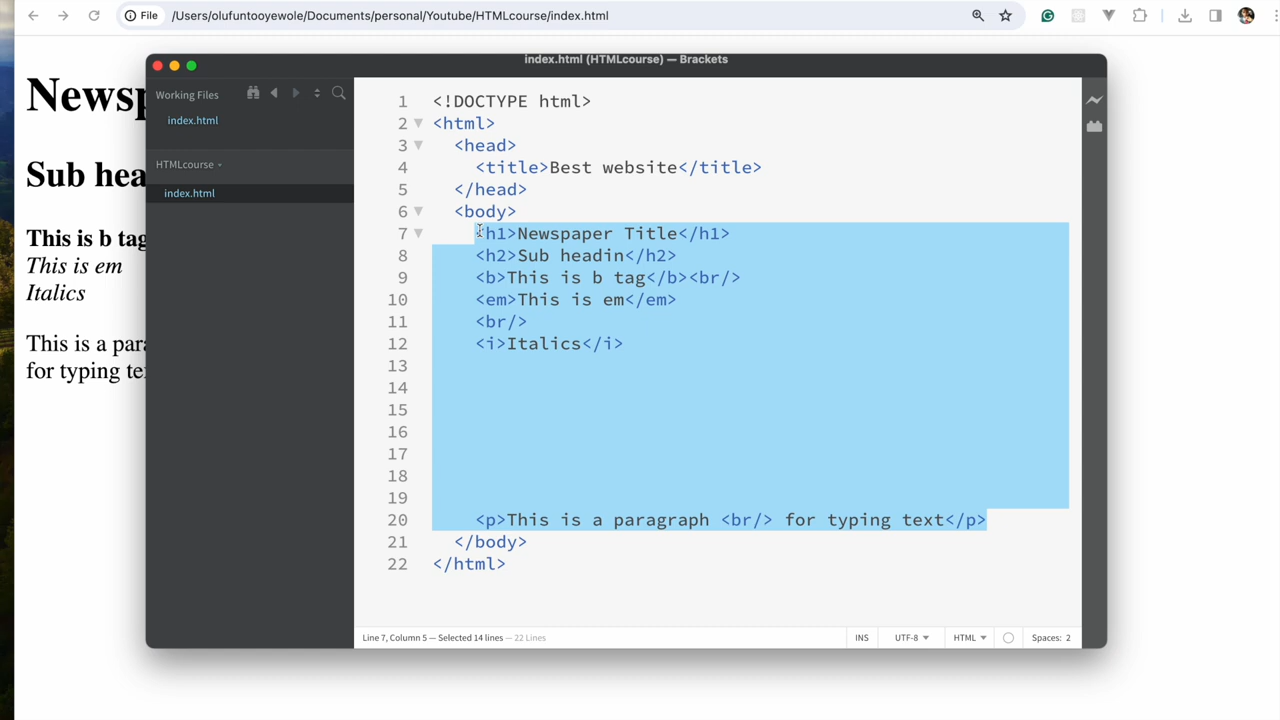 File /Users/olufuntooyewole/Documents/personal/Youtube/HTMLcourse/index.html
index.html (HTMLcourse) — Brackets
Working Files
index.html
HTMLcourse
index.html
1 <!DOCTYPE html>
2 <html>
3 <head>
4 <title>Best website</title>
5 </head>
6 <body>
7 <h1>Newspaper Title</h1>
8 <h2>Sub headin</h2>
9 <b>This is b tag</b><br/>
10 <em>This is em</em>
11 <br/>
12 <i>Italics</i>
13
14
15
16
17
18
19
20 <p>This is a paragraph <br/> for typing text</p>
21 </body>
22 </html>
Line 7, Column 5 — Selected 14 lines — 22 Lines
INS UTF-8 HTML Spaces: 2
Newsp
Sub hea
This is b tag
This is em
Italics
This is a para
for typing te